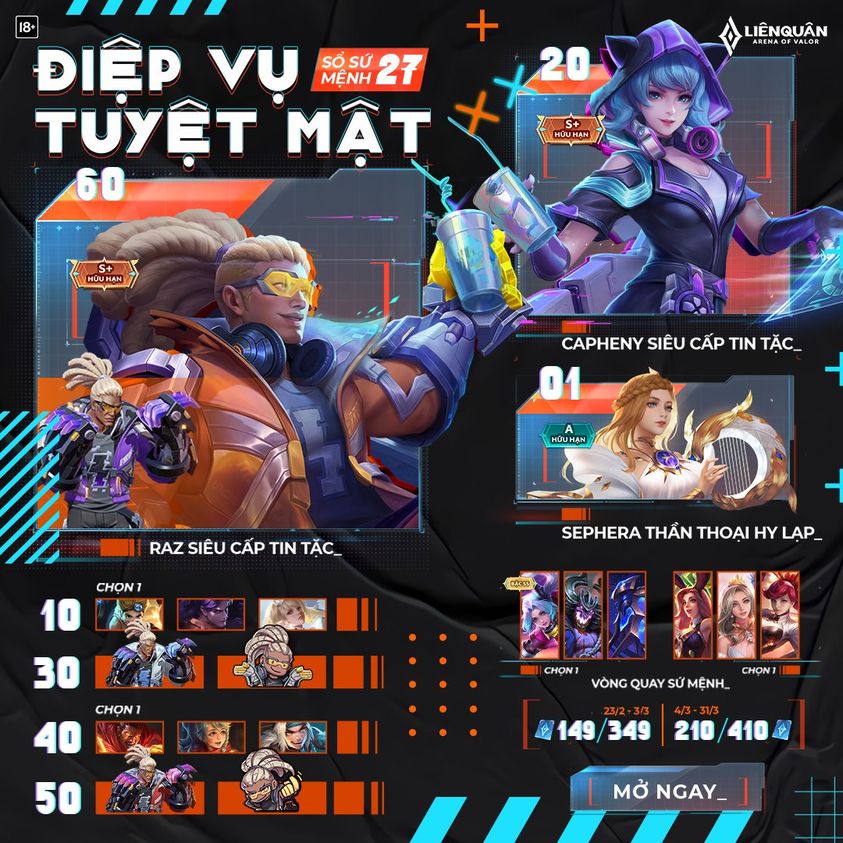 18+
LIÊNQUÂN
ARENA OF VALOR
ĐIỆP VỤ
TUYỆT MẬT
SỔ SỨ
MỆNH 27
20
S+
HỮU HẠN
CAPHENY SIÊU CẤP TIN TẶC_
60
S+
HỮU HẠN
RAZ SIÊU CẤP TIN TẶC_
01
A
HỮU HẠN
SEPHERA THẦN THOẠI HY LẠP_
CHỌN 1
10
30
CHỌN 1
40
50
BẬC SS
CHỌN 1
CHỌN 1
VÒNG QUAY SỨ MỆNH_
23/2 - 3/3
149/349
4/3 - 31/3
210/410
MỞ NGAY_